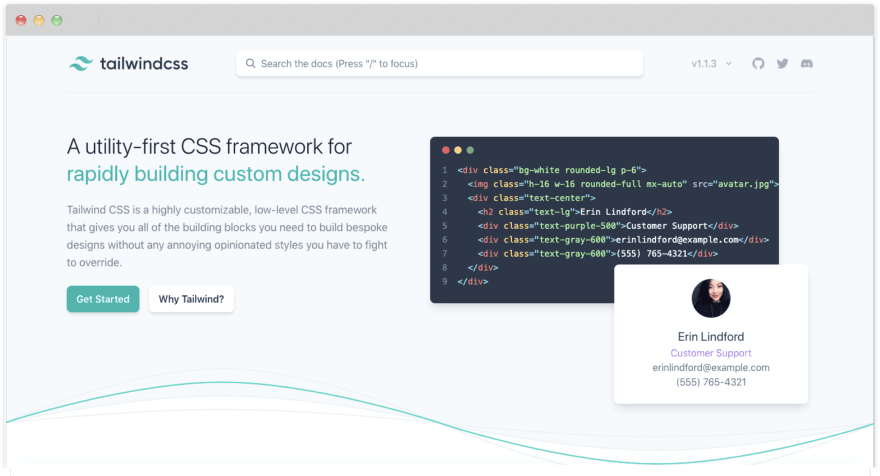 tailwindcss
Search the docs (Press "/" to focus)
v1.1.3
A utility-first CSS framework for
rapidly building custom designs.
Tailwind CSS is a highly customizable, low-level CSS framework
that gives you all of the building blocks you need to build bespoke
designs without any annoying opinionated styles you have to fight
to override.
Get Started
Why Tailwind?
1 <div class="bg-white rounded-lg p-6">
2 <img class="h-16 w-16 rounded-full mx-auto" src="avatar.jpg">
3 <div class="text-center">
4 <h2 class="text-lg">Erin Lindford</h2>
5 <div class="text-purple-500">Customer Support</div>
6 <div class="text-gray-600">erinlindford@example.com</div>
7 <div class="text-gray-600">(555) 765-4321</div>
8 </div>
9 </div>
Erin Lindford
Customer Support
erinlindford@example.com
(555) 765-4321